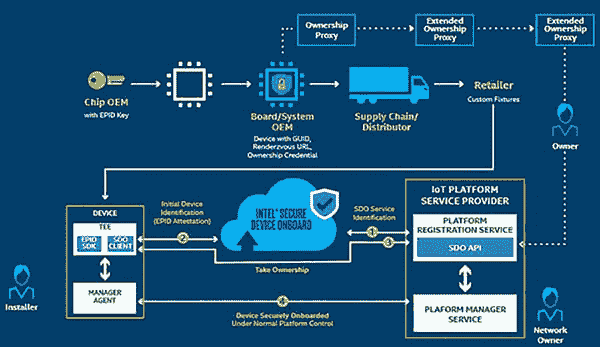 Ownership
Proxy
Extended
Ownership
Proxy
Extended
Ownership
Proxy
Chip OEM
with EPID Key
Board/System
OEM
Device with GUID,
Rendezvous URL,
Ownership Credential
Supply Chain/
Distributor
Retailer
Custom Fixtures
Owner
DEVICE
TEE
EPID
SDK
SDO
CLIENT
MANAGER
AGENT
Installer
Initial Device
Identification
(EPID Attestation)
2
INTEL® SECURE
DEVICE ONBOARD
SDO Service
Identification
1
3
Take Ownership
4
Device Securely Onboarded
Under Normal Platform Control
IoT PLATFORM
SERVICE PROVIDER
PLATFORM
REGISTRATION SERVICE
SDO API
PLAFORM MANAGER
SERVICE
Network
Owner